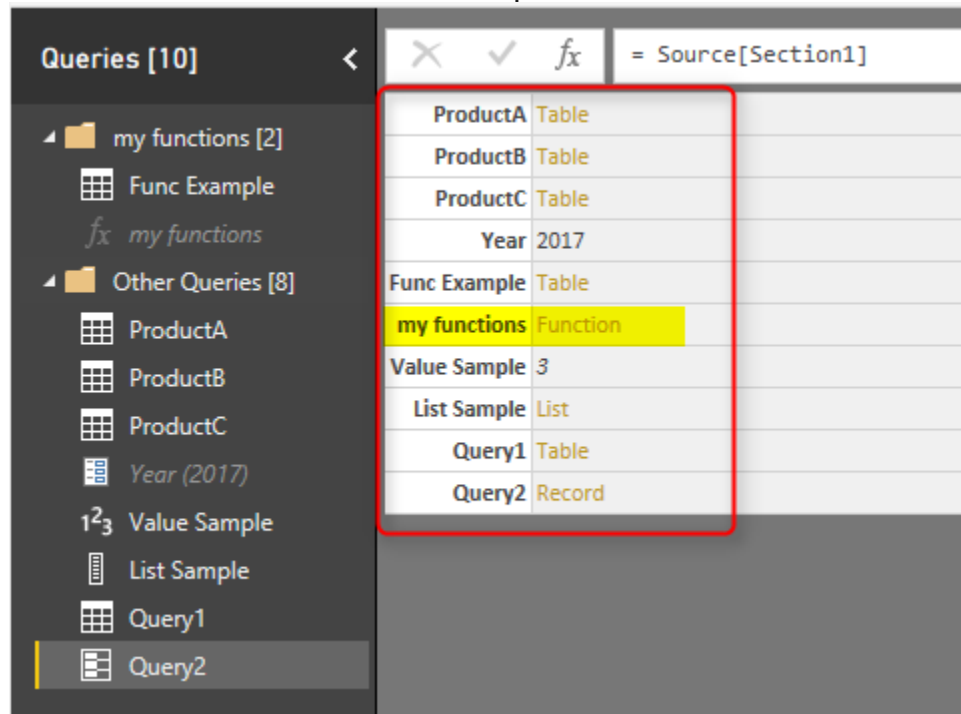 Queries [10]
<
fx
= Source[Section1]
my functions [2]
Func Example
fx my functions
Other Queries [8]
ProductA
ProductB
ProductC
Year (2017)
1²3 Value Sample
List Sample
Query1
Query2
ProductA Table
ProductB Table
ProductC Table
Year 2017
Func Example Table
my functions Function
Value Sample 3
List Sample List
Query1 Table
Query2 Record